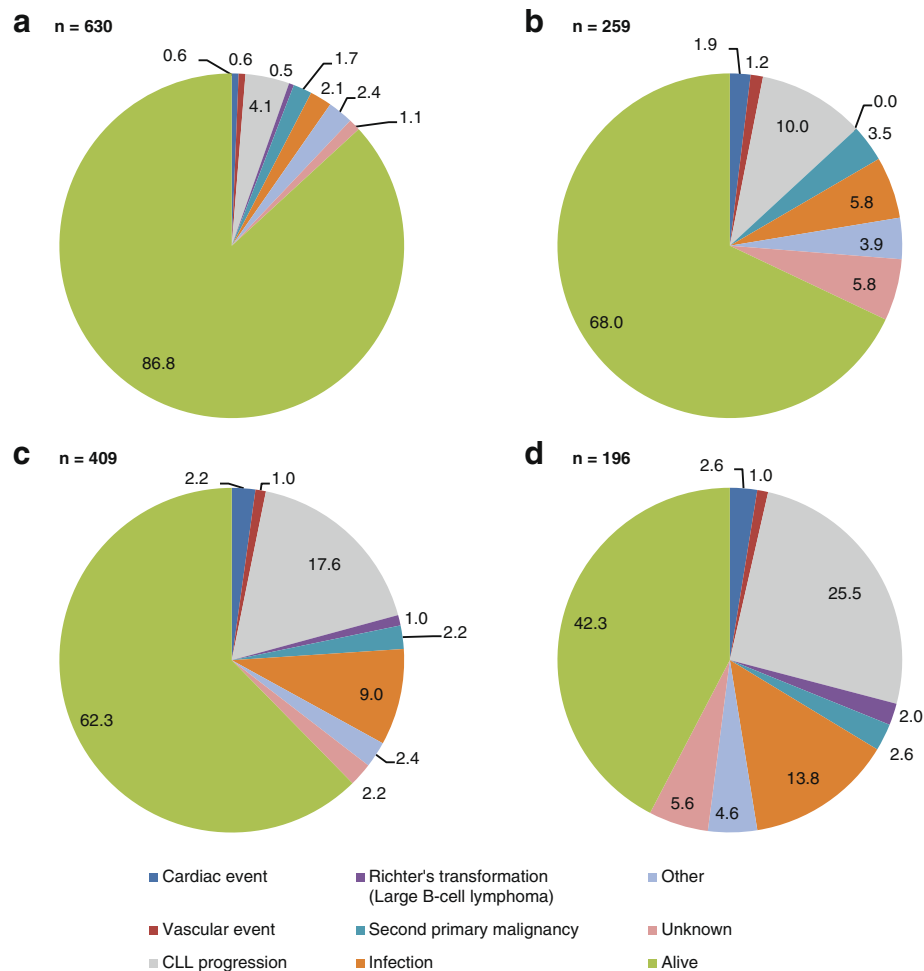 a n = 630
0.6
0.6
4.1
0.5
1.7
2.1
2.4
1.1
86.8
b n = 259
1.9
1.2
10.0
0.0
3.5
5.8
3.9
5.8
68.0
c n = 409
2.2
1.0
17.6
1.0
2.2
9.0
2.4
2.2
62.3
d n = 196
2.6
1.0
25.5
2.0
2.6
13.8
4.6
5.6
42.3
Cardiac event
Vascular event
CLL progression
Richter's transformation
(Large B-cell lymphoma)
Second primary malignancy
Infection
Other
Unknown
Alive